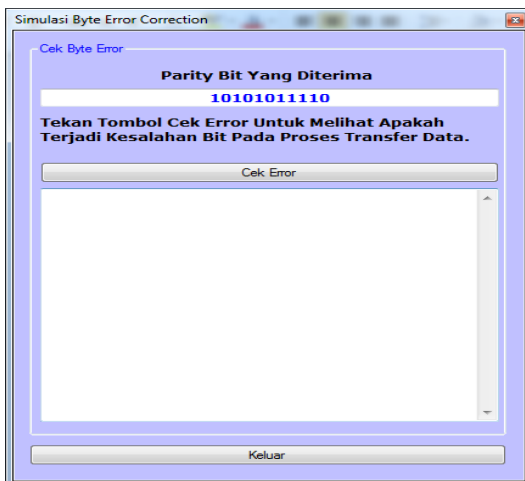 Simulasi Byte Error Correction
Cek Byte Error
Parity Bit Yang Diterima
10101011110
Tekan Tombol Cek Error Untuk Melihat Apakah
Terjadi Kesalahan Bit Pada Proses Transfer Data.
Cek Error
Keluar